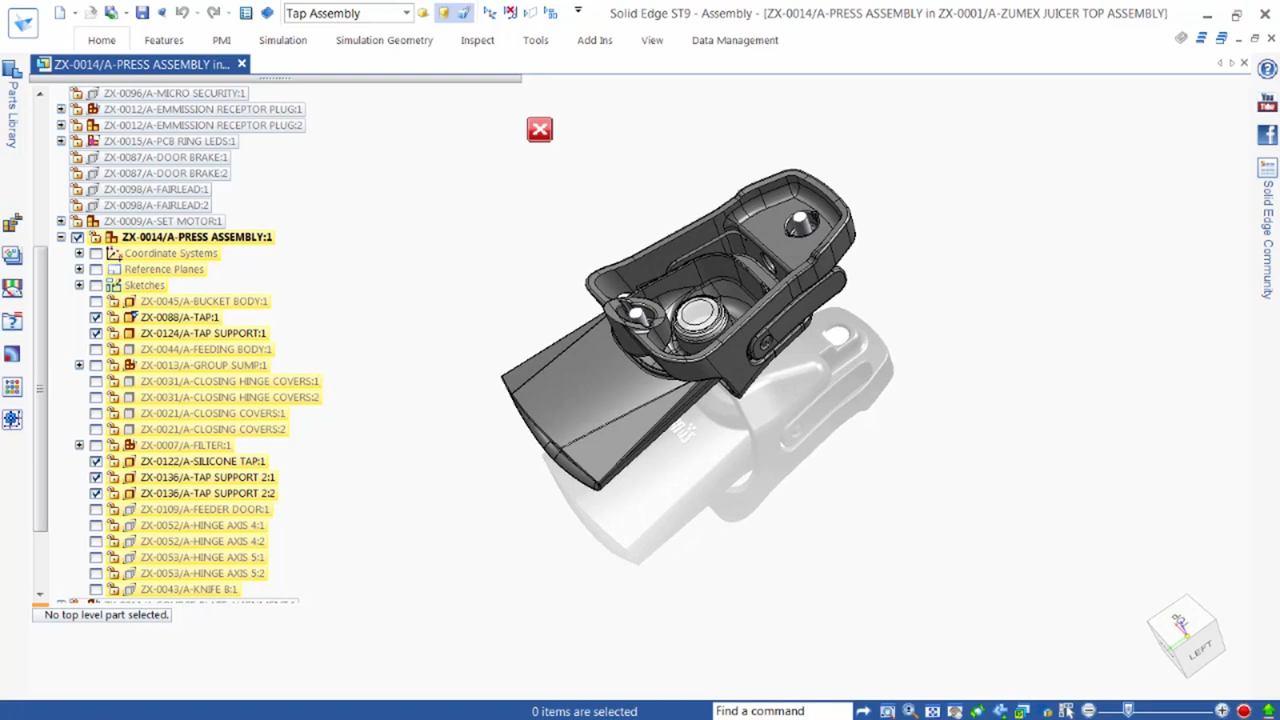 Tap Assembly
Solid Edge ST9 - Assembly - [ZX-0014/A-PRESS ASSEMBLY in ZX-0001/A-ZUMEX JUICER TOP ASSEMBLY]
Home Features PMI Simulation Simulation Geometry Inspect Tools Add Ins View Data Management
ZX-0014/A-PRESS ASSEMBLY in...
Parts Library
ZX-0096/A-MICRO SECURITY:1
ZX-0012/A-EMMISSION RECEPTOR PLUG:1
ZX-0012/A-EMMISSION RECEPTOR PLUG:2
ZX-0015/A-PCB RING LEDS:1
ZX-0087/A-DOOR BRAKE:1
ZX-0087/A-DOOR BRAKE:2
ZX-0098/A-FAIRLEAD:1
ZX-0098/A-FAIRLEAD:2
ZX-0009/A-SET MOTOR:1
ZX-0014/A-PRESS ASSEMBLY:1
Coordinate Systems
Reference Planes
Sketches
ZX-0045/A-BUCKET BODY:1
ZX-0088/A-TAP:1
ZX-0124/A-TAP SUPPORT:1
ZX-0044/A-FEEDING BODY:1
ZX-0013/A-GROUP SUMP:1
ZX-0031/A-CLOSING HINGE COVERS:1
ZX-0031/A-CLOSING HINGE COVERS:2
ZX-0021/A-CLOSING COVERS:1
ZX-0021/A-CLOSING COVERS:2
ZX-0007/A-FILTER:1
ZX-0122/A-SILICONE TAP:1
ZX-0136/A-TAP SUPPORT 2:1
ZX-0136/A-TAP SUPPORT 2:2
ZX-0109/A-FEEDER DOOR:1
ZX-0052/A-HINGE AXIS 4:1
ZX-0052/A-HINGE AXIS 4:2
ZX-0053/A-HINGE AXIS 5:1
ZX-0053/A-HINGE AXIS 5:2
ZX-0043/A-KNIFE B:1
No top level part selected.
You
Tube
Solid Edge Community
LEFT
0 items are selected
Find a command